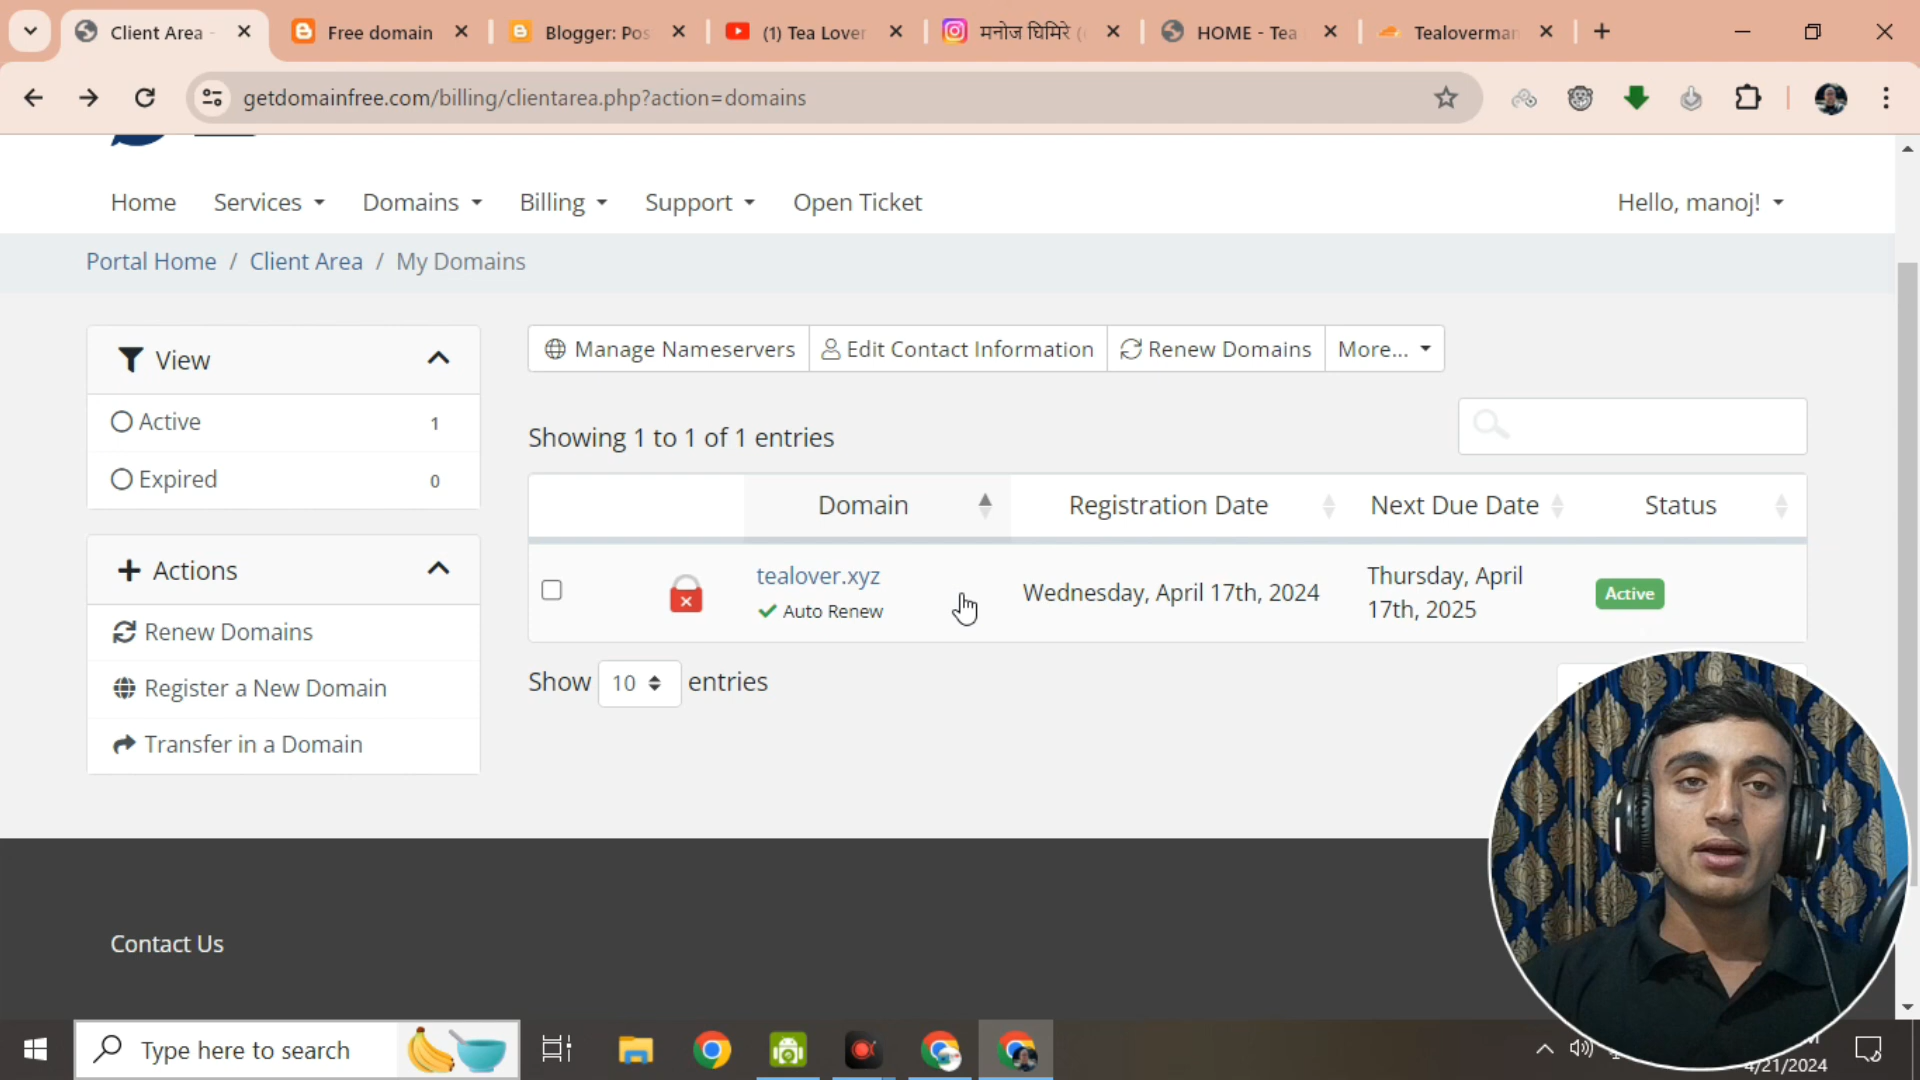 Client Area -
Free domain
Blogger: Pos
(1) Tea Lover
मनोज घिमिरे (
HOME - Tea
Tealoverman
getdomainfree.com/billing/clientarea.php?action=domains
Home
Services
Domains
Billing
Support
Open Ticket
Hello, manoj!
Portal Home / Client Area / My Domains
View
Active 1
Expired 0
Actions
Renew Domains
Register a New Domain
Transfer in a Domain
Manage Nameservers
Edit Contact Information
Renew Domains
More...
Showing 1 to 1 of 1 entries
Domain
Registration Date
Next Due Date
Status
tealover.xyz
Auto Renew
Wednesday, April 17th, 2024
Thursday, April
17th, 2025
Active
Show 10 entries
Contact Us
Type here to search
4/21/2024